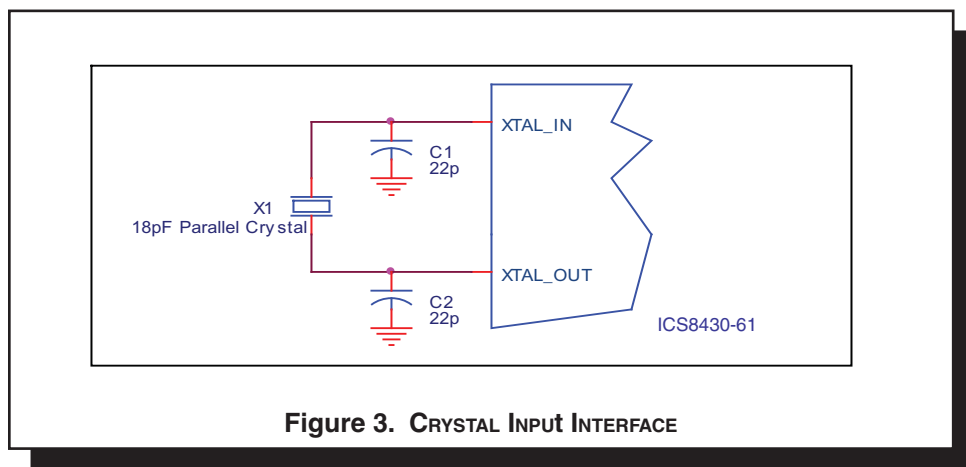 XTAL_IN
C1
22p
X1
18pF Parallel Crystal
XTAL_OUT
C2
22p
ICS8430-61
Figure 3. CRYSTAL INPUt INTERFACE